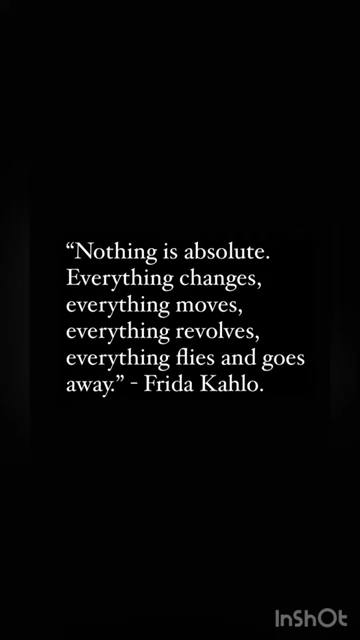 “Nothing is absolute.
Everything changes,
everything moves,
everything revolves,
everything flies and goes
away.” - Frida Kahlo.
InShOt